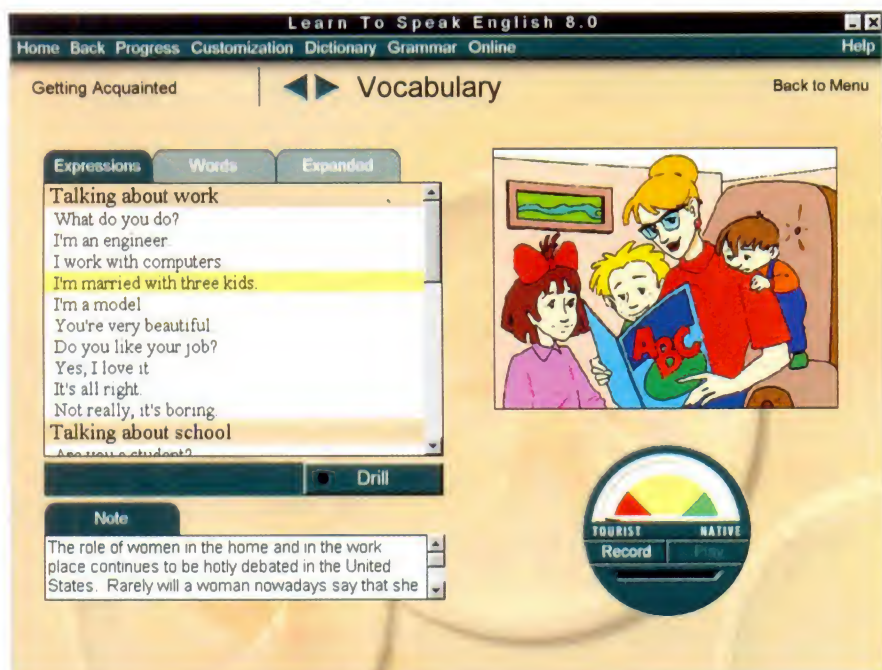 Learn To Speak English 8.0
Home Back Progress Customization Dictionary Grammar Online Help
Getting Acquainted
Vocabulary
Back to Menu
Expressions Words Expanded
Talking about work
What do you do?
I'm an engineer
I work with computers
I'm married with three kids.
I'm a model
You're very beautiful
Do you like your job?
Yes, I love it
It's all right.
Not really, it's boring.
Talking about school
Are you a student?
Drill
Note
The role of women in the home and in the work
place continues to be hotly debated in the United
States. Rarely will a woman nowadays say that she
ABC
TOURIST NATIVE
Record Play